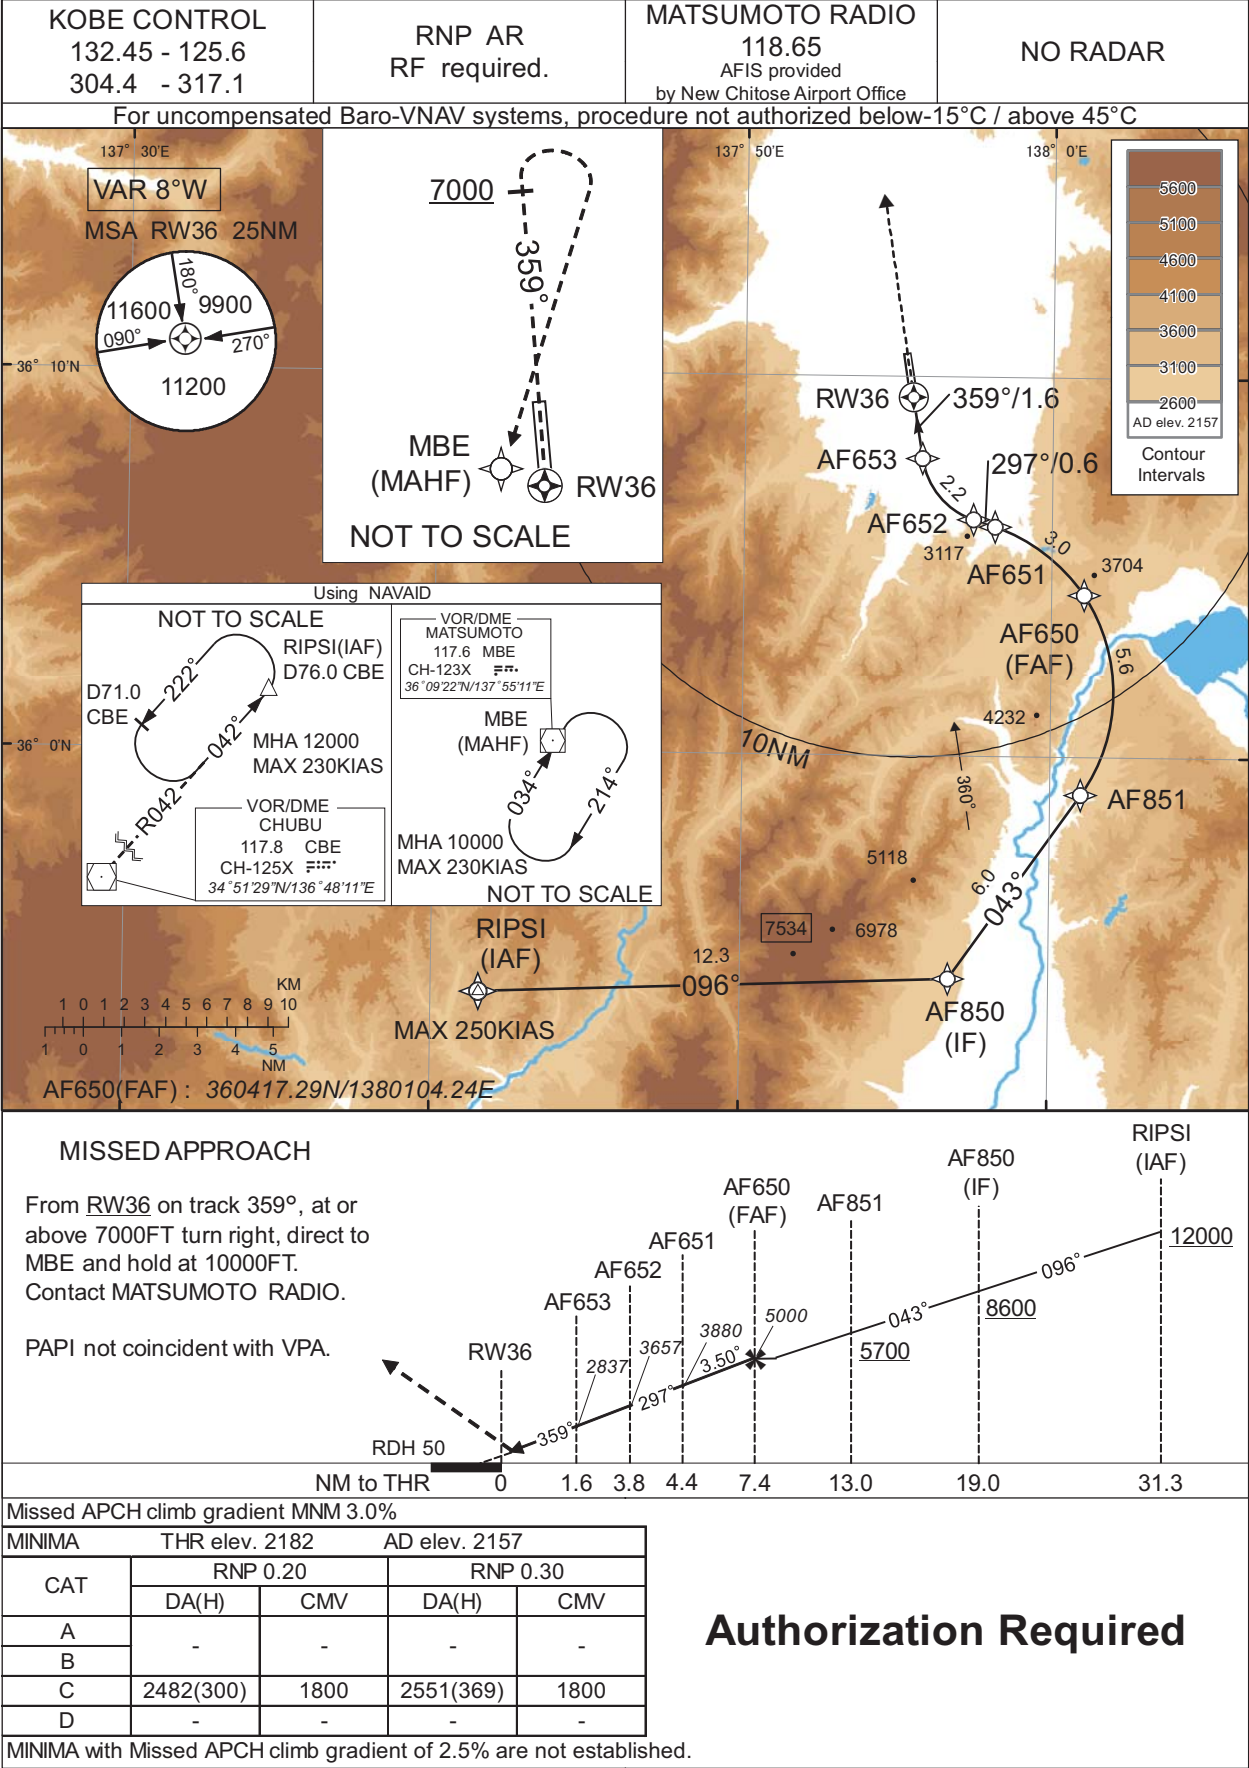 KOBE CONTROL
132.45 - 125.6
304.4 - 317.1
RNP AR
RF required.
MATSUMOTO RADIO
118.65
AFIS provided
by New Chitose Airport Office
NO RADAR
For uncompensated Baro-VNAV systems, procedure not authorized below-15°C / above 45°C
137° 30'E
137° 50'E
138° 0'E
VAR 8°W
MSA RW36 25NM
180°
11600
9900
090°
270°
11200
36° 10'N
7000
359°
MBE
(MAHF)
RW36
NOT TO SCALE
5600
5100
4600
4100
3600
3100
2600
AD elev. 2157
Contour
Intervals
RW36
359°/1.6
AF653
297°/0.6
2.2
AF652
3117
3.0
AF651
3704
AF650
(FAF)
5.6
4232
10NM
360°
AF851
5118
6.0
043°
7534
6978
Using NAVAID
NOT TO SCALE
RIPSI(IAF)
D76.0 CBE
222°
D71.0
CBE
042°
MHA 12000
MAX 230KIAS
R042
VOR/DME
CHUBU
117.8 CBE
CH-125X
34°51'29"N/136°48'11"E
VOR/DME
MATSUMOTO
117.6 MBE
CH-123X
36°09'22"N/137°55'11"E
MBE
(MAHF)
034°
214°
MHA 10000
MAX 230KIAS
NOT TO SCALE
36° 0'N
RIPSI
(IAF)
12.3
096°
MAX 250KIAS
AF850
(IF)
KM
1 0 1 2 3 4 5 6 7 8 9 10
1 0 1 2 3 4 5
NM
AF650(FAF) : 360417.29N/1380104.24E
MISSED APPROACH
From RW36 on track 359°, at or
above 7000FT turn right, direct to
MBE and hold at 10000FT.
Contact MATSUMOTO RADIO.
PAPI not coincident with VPA.
RIPSI
(IAF)
AF850
(IF)
AF650
(FAF)
AF851
AF651
AF652
AF653
RW36
12000
096°
8600
043°
5700
5000
3880
3657
2837
3.50°
297°
359°
RDH 50
NM to THR 0 1.6 3.8 4.4 7.4 13.0 19.0 31.3
Missed APCH climb gradient MNM 3.0%
MINIMA THR elev. 2182 AD elev. 2157
CAT RNP 0.20 RNP 0.30
DA(H) CMV DA(H) CMV
A
- - - -
B
C 2482(300) 1800 2551(369) 1800
D - - - -
MINIMA with Missed APCH climb gradient of 2.5% are not established.
Authorization Required